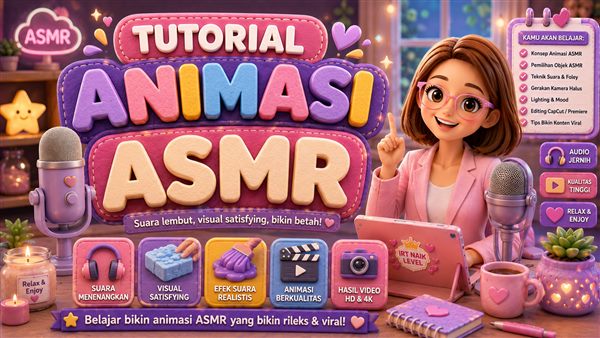 ASMR
TUTORIAL
ANIMASI
ASMR
Suara lembut, visual satisfying, bikin betah!
KAMU AKAN BELAJAR:
Konsep Animasi ASMR
Pemilihan Objek ASMR
Teknik Suara & Foley
Gerakan Kamera Halus
Lighting & Mood
Editing CapCut / Premiere
Tips Bikin Konten Viral
AUDIO
JERNIH
KUALITAS
TINGGI
RELAX &
ENJOY
IRT NAIK
LEVEL
Relax &
Enjoy
SUARA
MENENANGKAN
VISUAL
SATISFYING
EFEK SUARA
REALISTIS
ANIMASI
BERKUALITAS
HASIL VIDEO
HD & 4K
Belajar bikin animasi ASMR yang bikin rileks & viral!